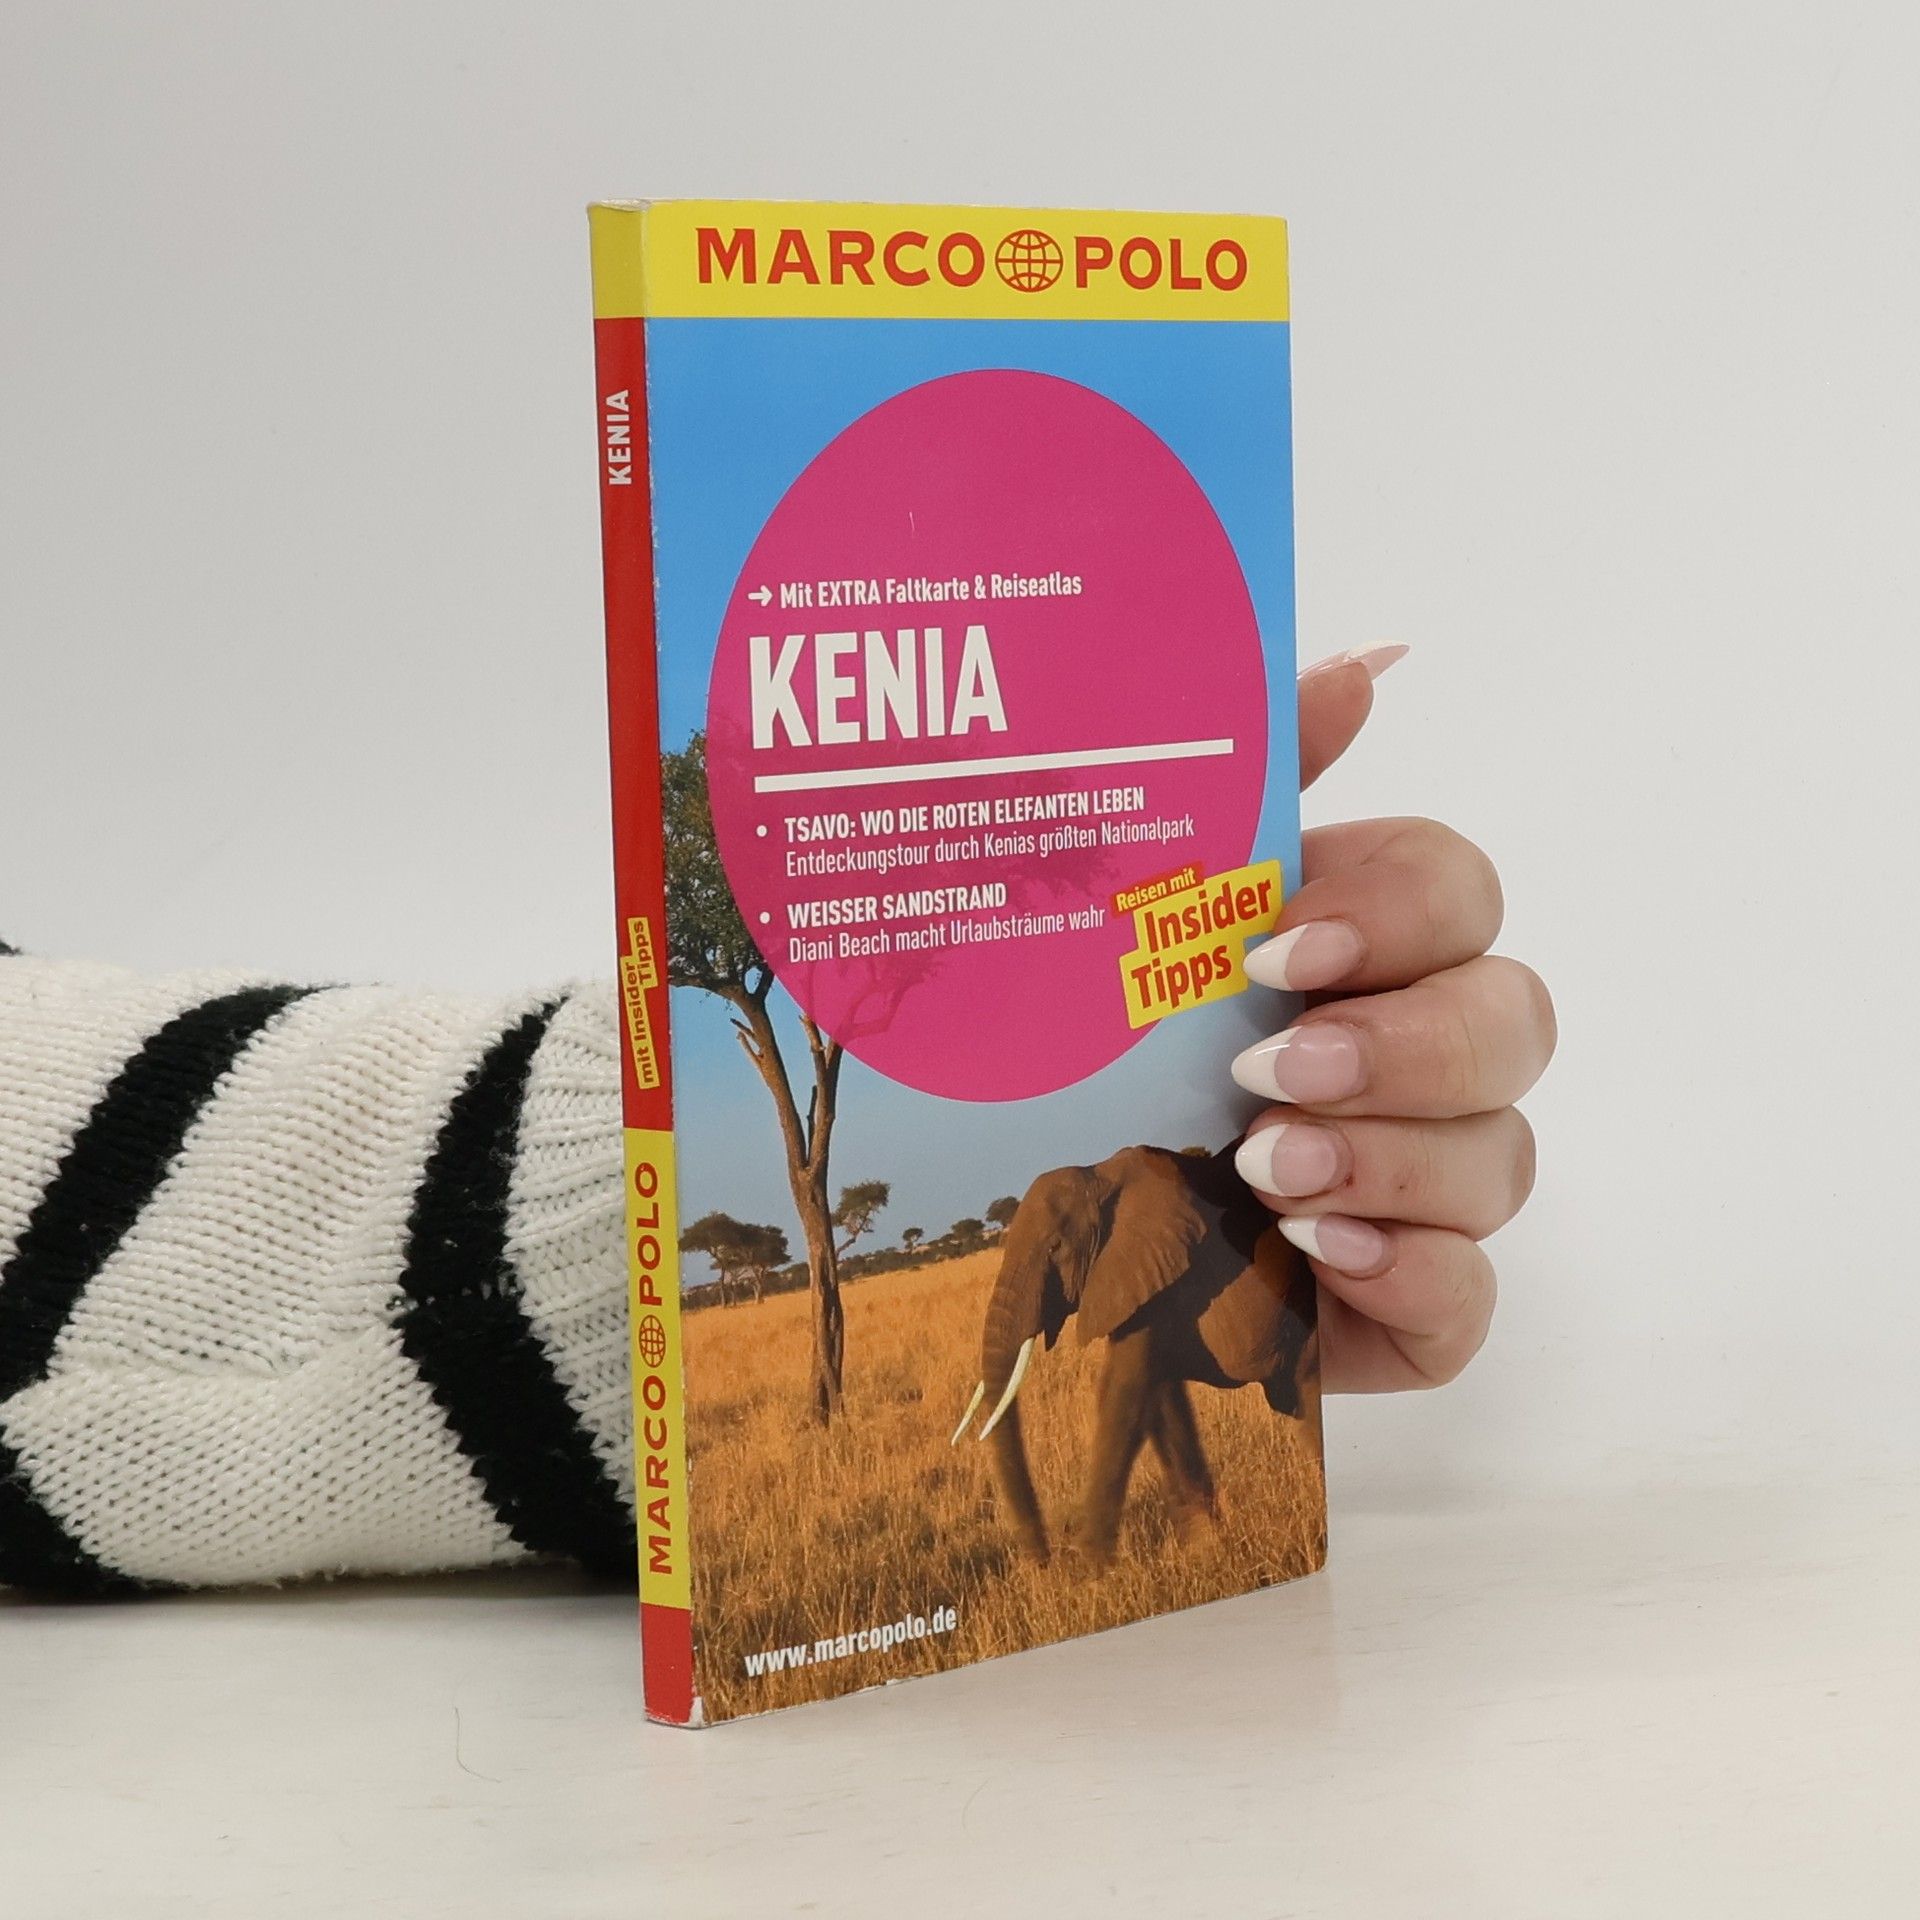 MARCO POLO
➔ Mit EXTRA Faltkarte & Reiseatlas
KENIA
• TSAVO: WO DIE ROTEN ELEFANTEN LEBEN
Entdeckungstour durch Kenias größten Nationalpark
• WEISSER SANDSTRAND
Diani Beach macht Urlaubsträume wahr
Reisen mit
Insider
Tipps
www.marcopolo.de
KENIA
mit Insider
Tipps
MARCO POLO